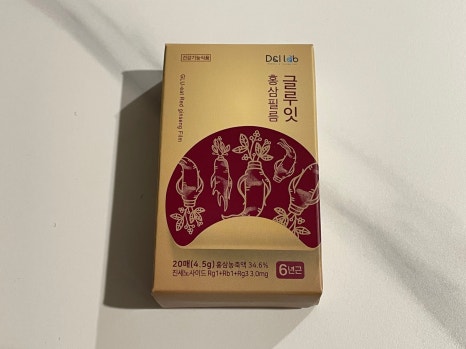 건강기능식품
Dal lab
글루잇
홍삼필름
GLU-eat Red ginseng Film
20매(4.5g) 홍삼농축액 34.6%
진세노사이드 Rg1+Rb1+Rg3 3.0mg
6년근